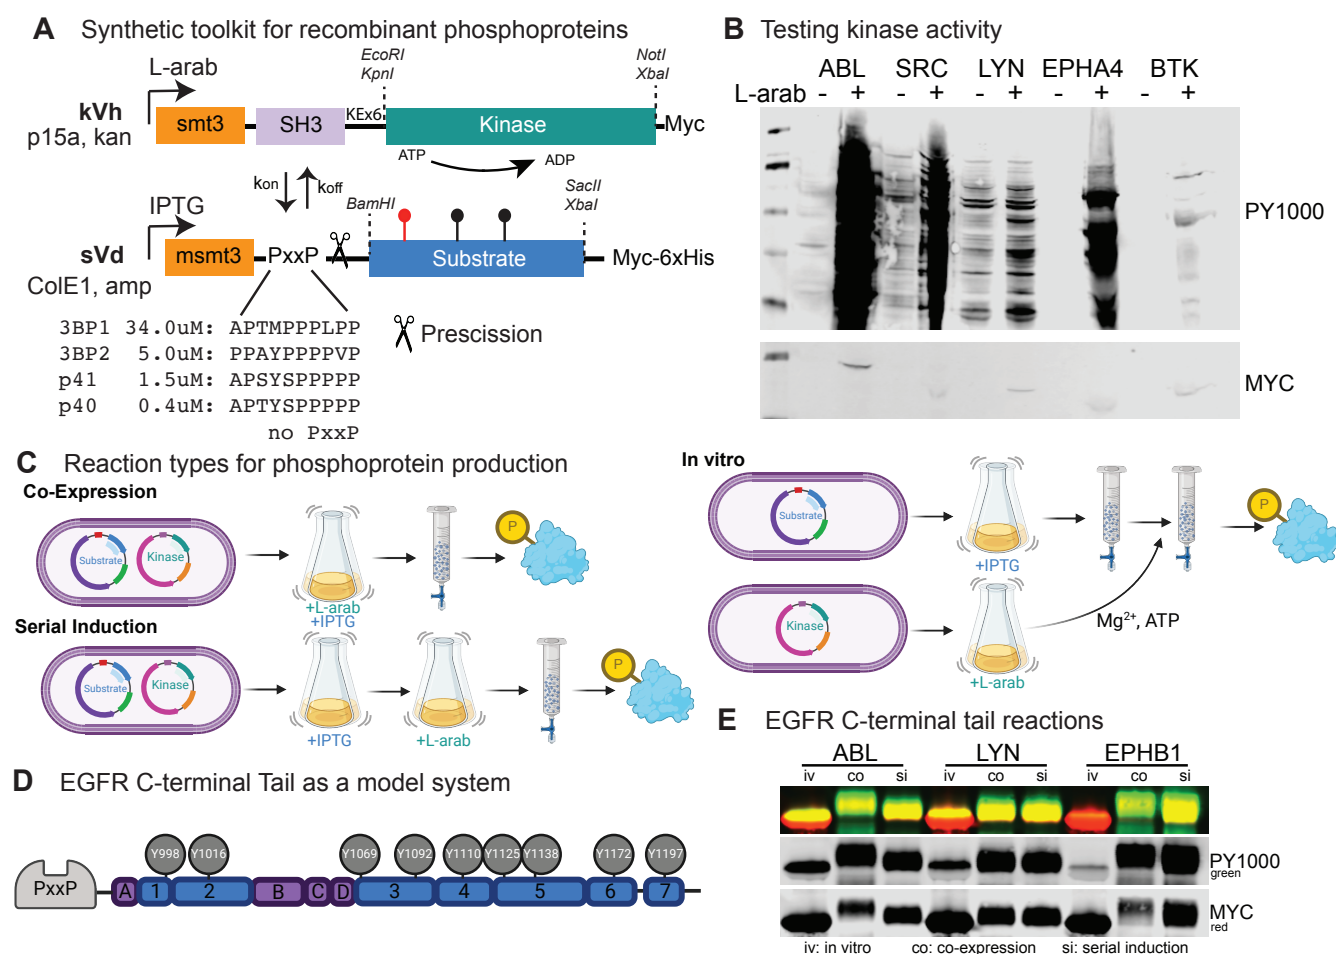 A Synthetic toolkit for recombinant phosphoproteins
L-arab
EcoRI
KpnI
NotI
XbaI
kVh
p15a, kan
smt3
SH3
KEx6
Kinase
Myc
ATP
ADP
kon
koff
IPTG
BamHI
SacII
XbaI
sVd
ColE1, amp
msmt3
PxxP
Substrate
Myc-6xHis
3BP1 34.0uM: APTMPPPLPP
3BP2 5.0uM: PPAYPPPPVP
p41 1.5uM: APSYSPPPPP
p40 0.4uM: APTYSPPPPP
no PxxP
Prescission
B Testing kinase activity
ABL SRC LYN EPHA4 BTK
L-arab - + - + - + - + - +
PY1000
MYC
C Reaction types for phosphoprotein production
Co-Expression
Substrate
Kinase
+L-arab
+IPTG
P
Serial Induction
Substrate
Kinase
+IPTG
+L-arab
P
In vitro
Substrate
+IPTG
P
Kinase
+L-arab
Mg2+, ATP
D EGFR C-terminal Tail as a model system
Y998 Y1016 Y1069 Y1092 Y1110 Y1125 Y1138 Y1172 Y1197
PxxP A 1 2 B C D 3 4 5 6 7
E EGFR C-terminal tail reactions
ABL LYN EPHB1
iv co si iv co si iv co si
PY1000
green
MYC
red
iv: in vitro co: co-expression si: serial induction